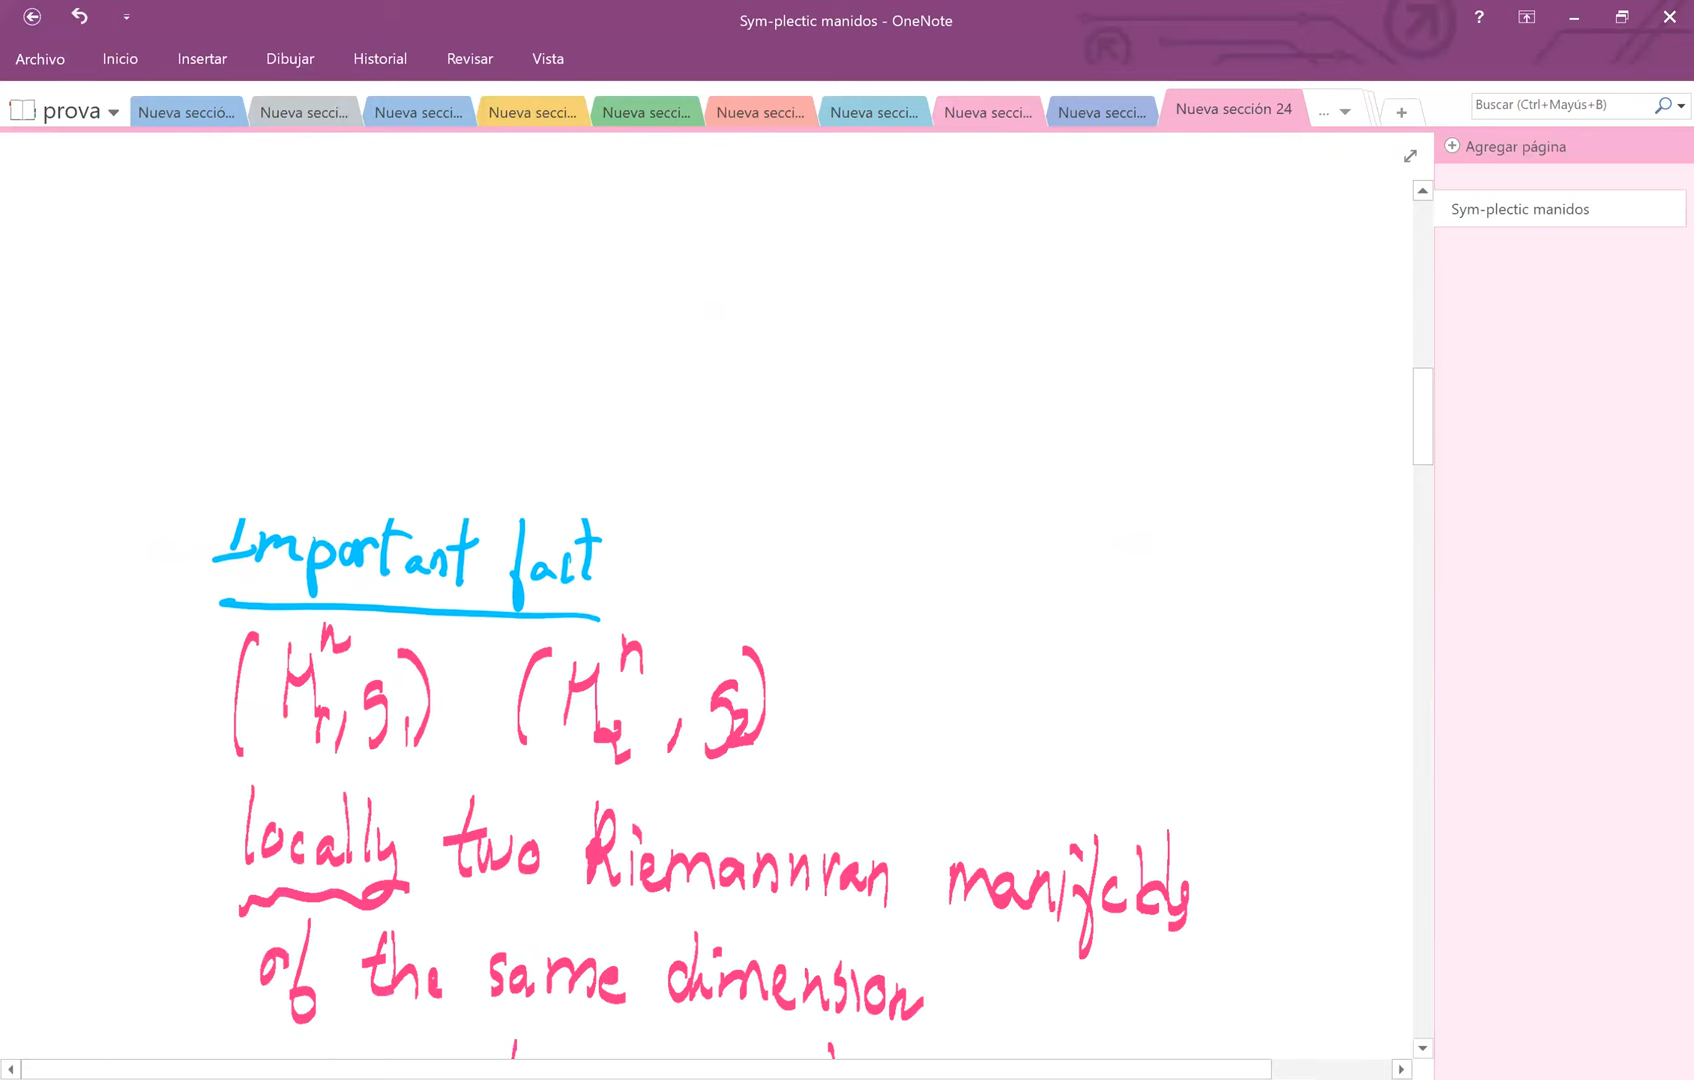 Sym-plectic manidos - OneNote
?
Archivo Inicio Insertar Dibujar Historial Revisar Vista
prova Nueva secció... Nueva secci... Nueva secci... Nueva secci... Nueva secci... Nueva secci... Nueva secci... Nueva secci... Nueva secci... Nueva sección 24 ... + Buscar (Ctrl+Mayús+B)
Agregar página
Sym-plectic manidos
Important fact
(M₁ⁿ, g₁) (M₂ⁿ, g₂)
locally two Riemannian manifolds
of the same dimension